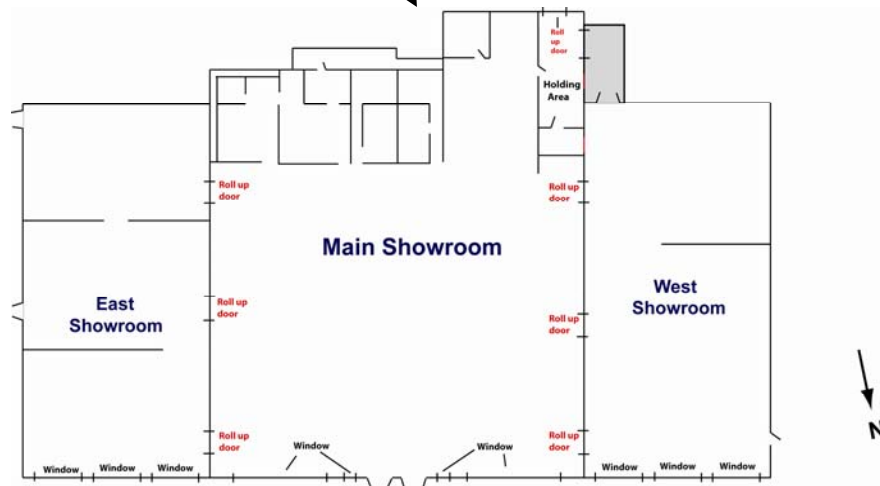 Roll
up
door
Holding
Area
Roll up
door
Roll up
door
Main Showroom
East
Showroom
West
Showroom
Roll up
door
Roll up
door
Roll up
door
Roll up
door
N
Window
Window
Window
Window
Window
Window
Window
Window